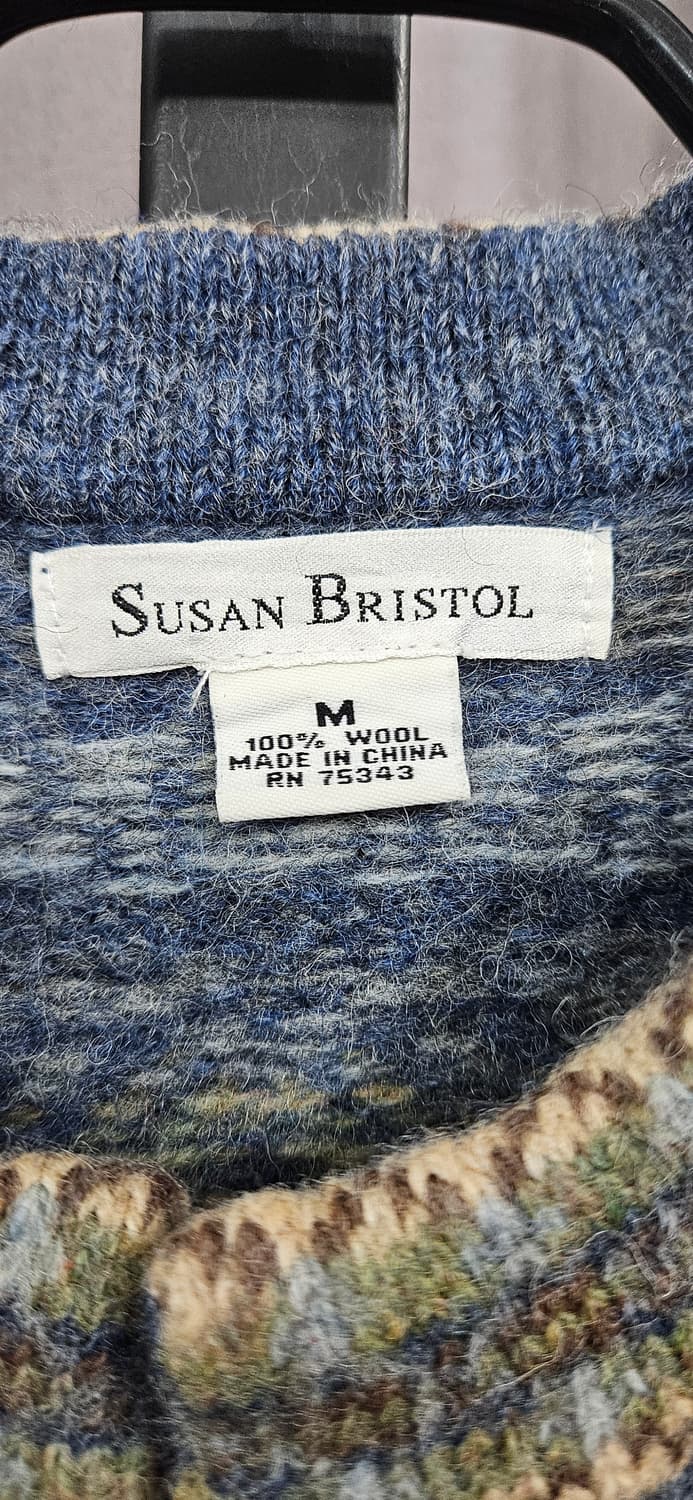 SUSAN BRISTOL
M
100% WOOL
MADE IN CHINA
RN 75343